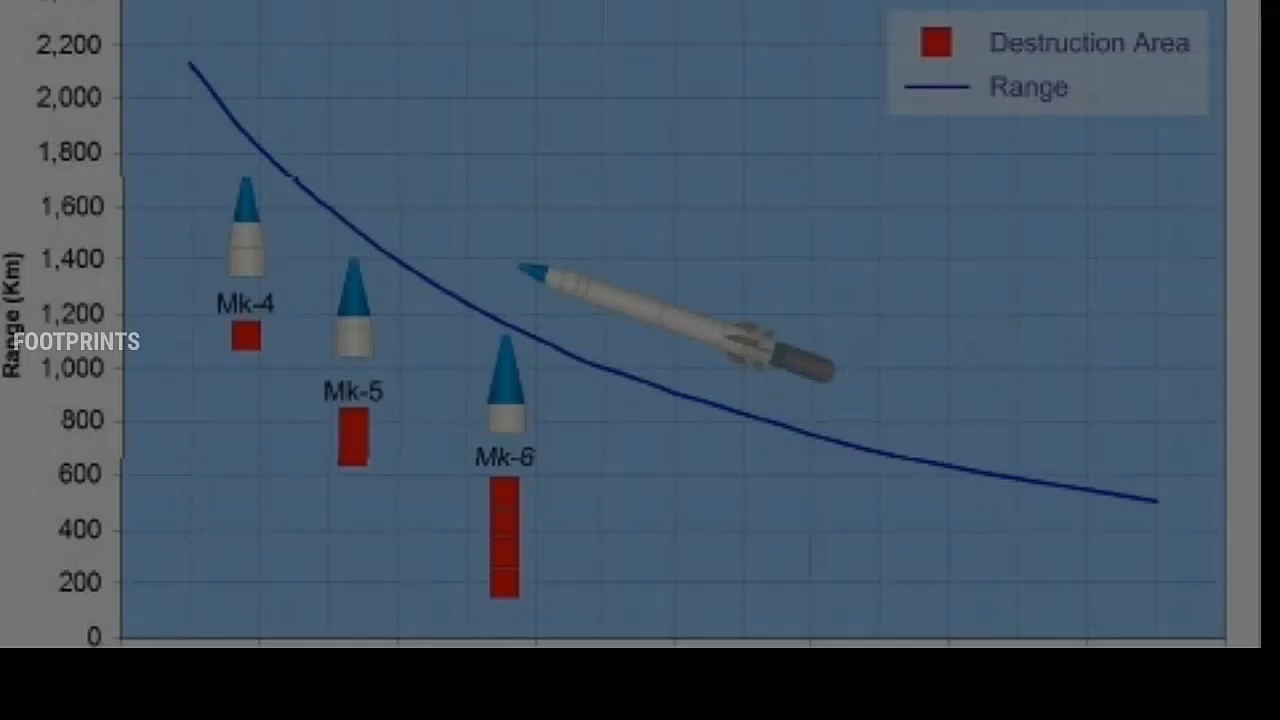 2,200
2,000
1,800
1,600
1,400
1,200
1,000
800
600
400
200
0
Range (Km)
FOOTPRINTS
Destruction Area
Range
Mk-4
Mk-5
Mk-6